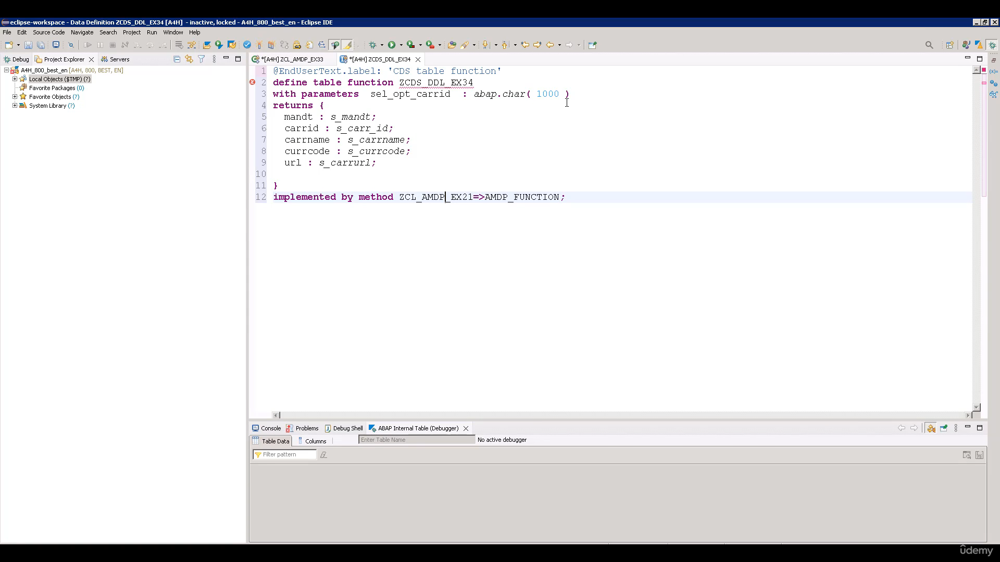 eclipse-workspace - Data Definition ZCDS_DDL_EX34 [A4H] - inactive, locked - A4H_800_best_en - Eclipse IDE
File Edit Source Code Navigate Search Project Run Window Help
Debug Project Explorer Servers
*[A4H] ZCL_AMDP_EX33 *[A4H] ZCDS_DDL_EX34
A4H_800_best_en [A4H, 800, BEST, EN]
Local Objects ($TMP) (?)
Favorite Packages (0)
Favorite Objects (?)
System Library (?)
1 @EndUserText.label: 'CDS table function'
2 define table function ZCDS_DDL_EX34
3 with parameters sel_opt_carrid : abap.char( 1000 )
4 returns {
5 mandt : s_mandt;
6 carrid : s_carr_id;
7 carrname : s_carrname;
8 currcode : s_currcode;
9 url : s_carrurl;
10
11 }
12 implemented by method ZCL_AMDP_EX21=>AMDP_FUNCTION;
Console Problems Debug Shell ABAP Internal Table (Debugger)
Table Data Columns Enter Table Name No active debugger
Filter pattern
ûdemy